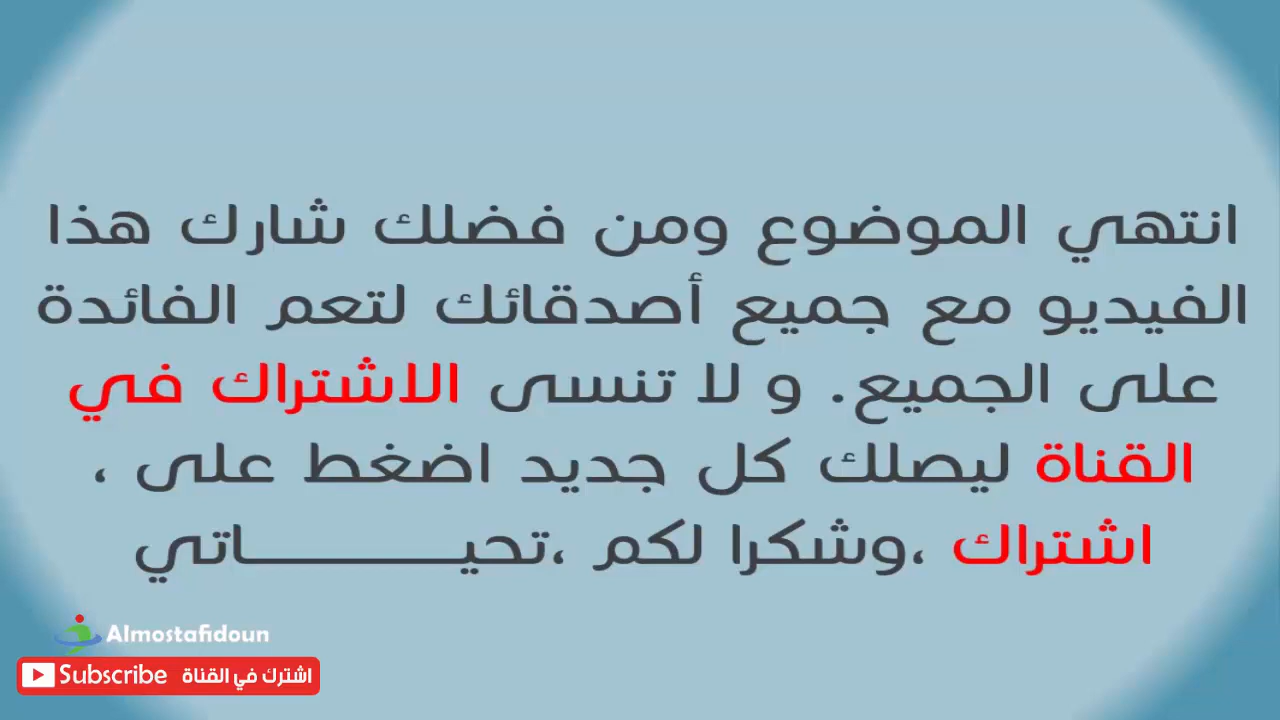 انتهي الموضوع ومن فضلك شارك هذا
الفيديو مع جميع أصدقائك لتعم الفائدة
على الجميع. و لا تنسى الاشتراك في
القناة ليصلك كل جديد اضغط على ،
اشتراك ،وشكرا لكم ،تحيـــــــــــاتي
Almostafidoun
Subscribe اشترك في القناة